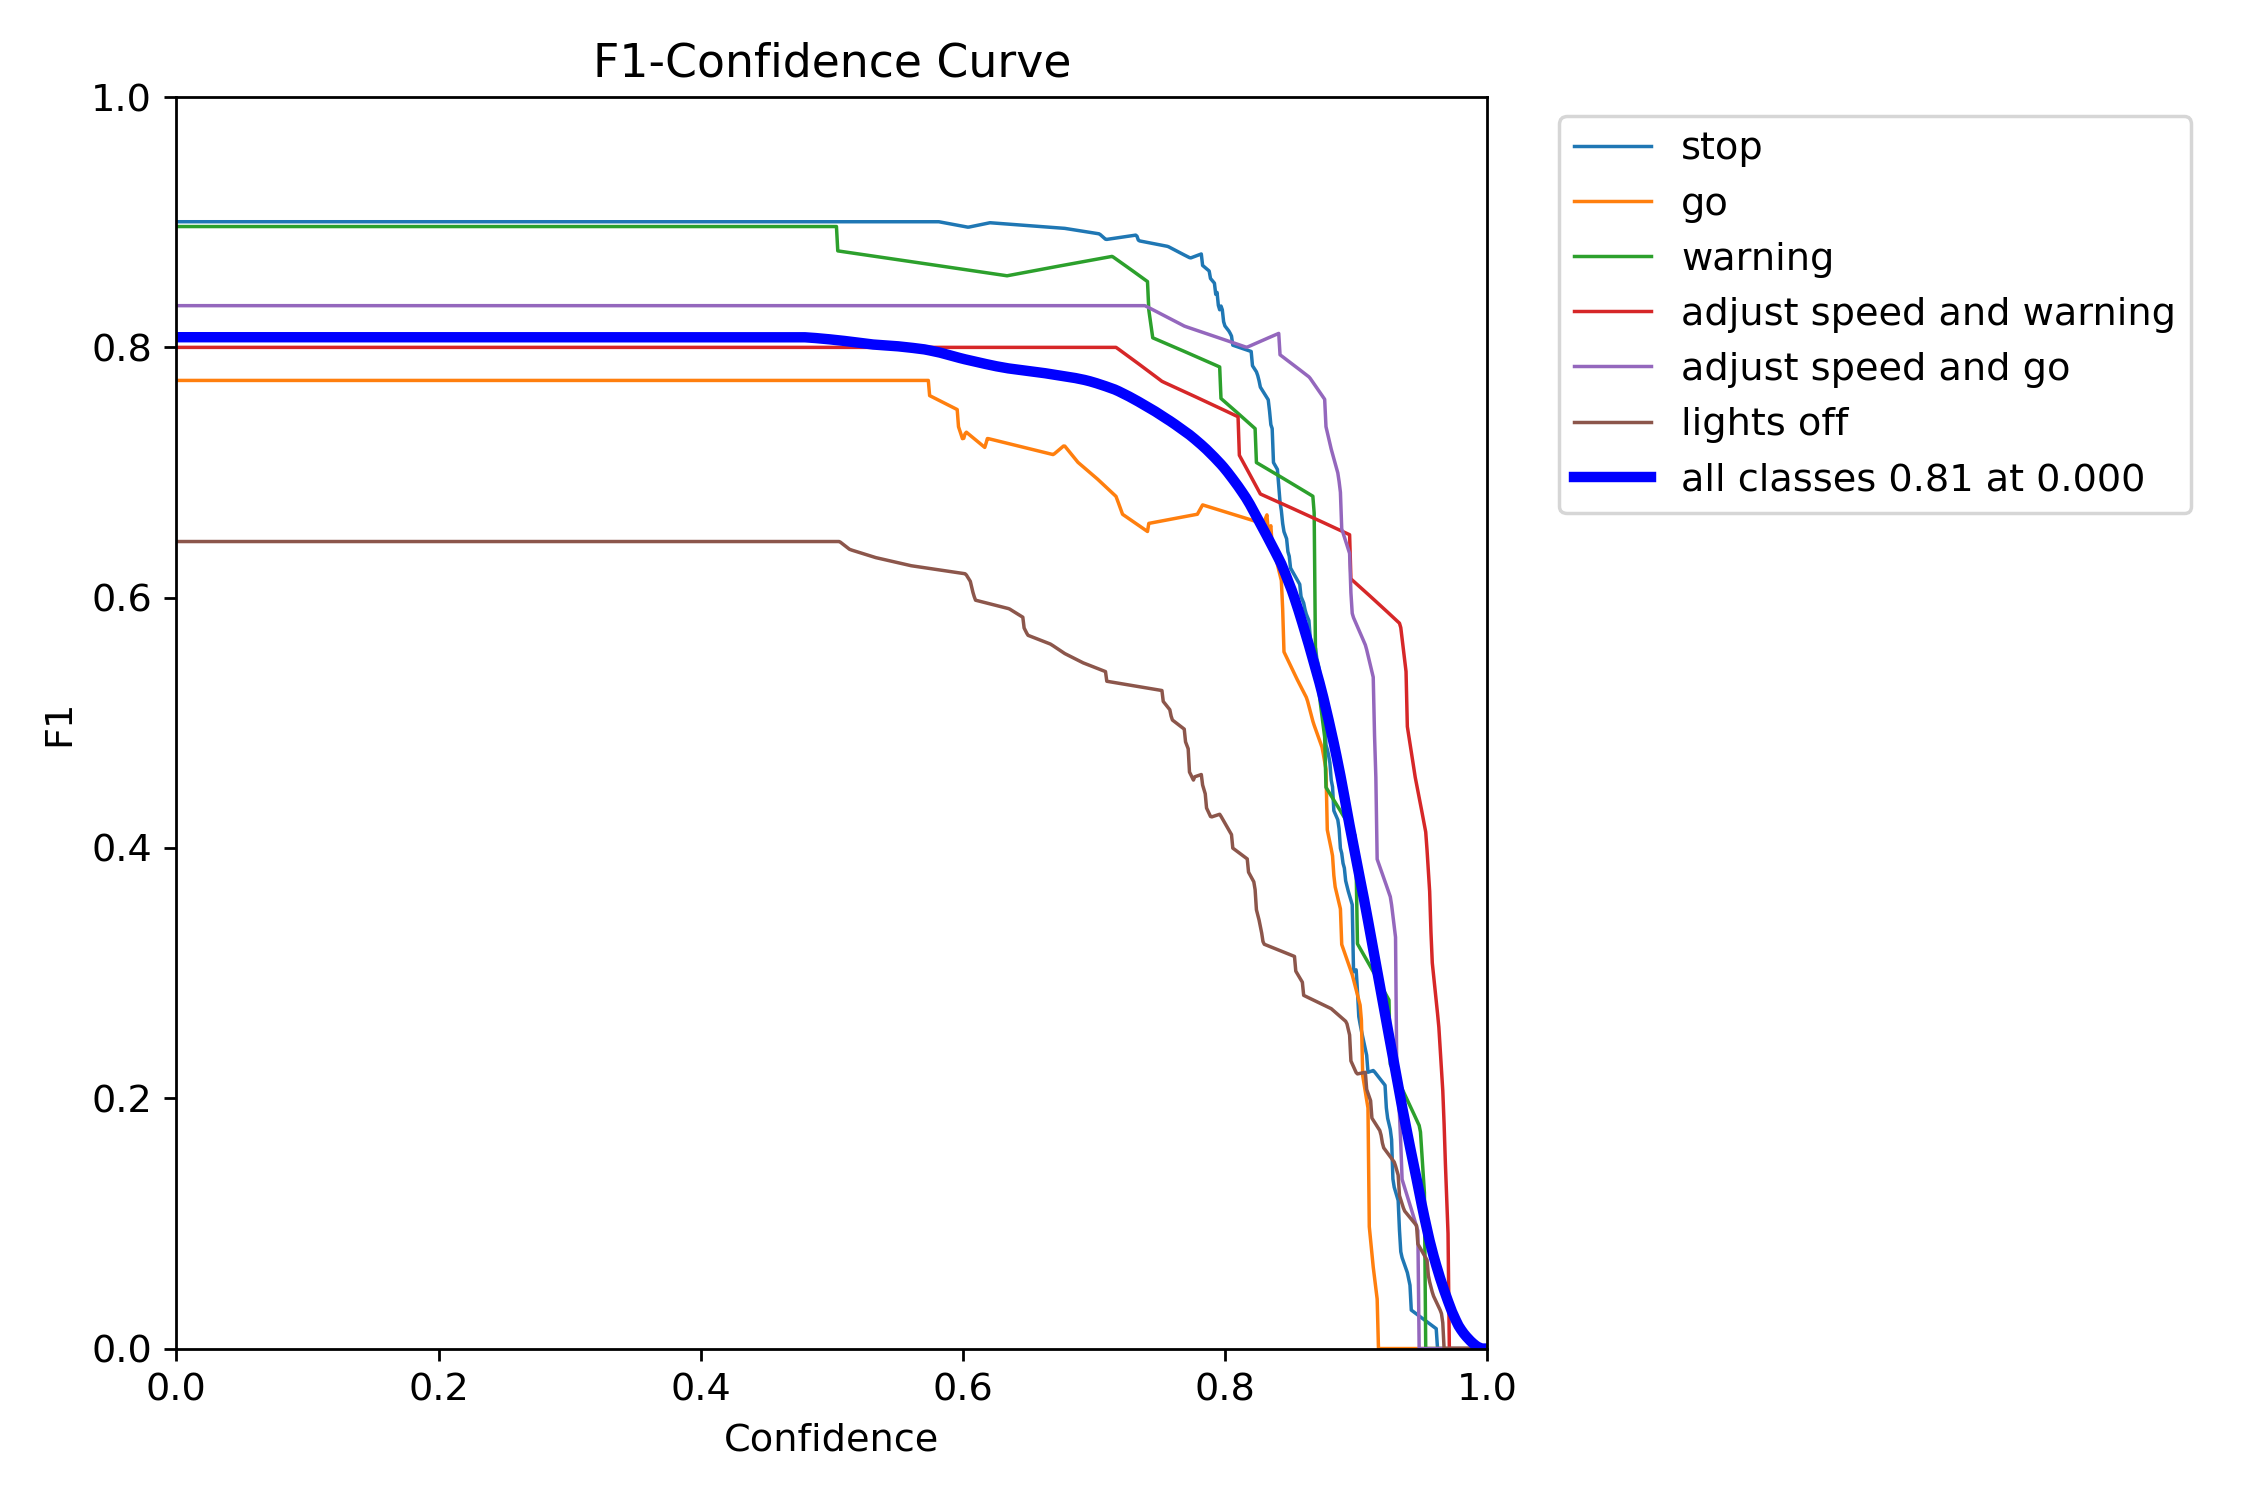 F1-Confidence Curve
1.0
0.8
0.6
0.4
0.2
0.0
F1
0.0 0.2 0.4 0.6 0.8 1.0
Confidence
stop
go
warning
adjust speed and warning
adjust speed and go
lights off
all classes 0.81 at 0.000